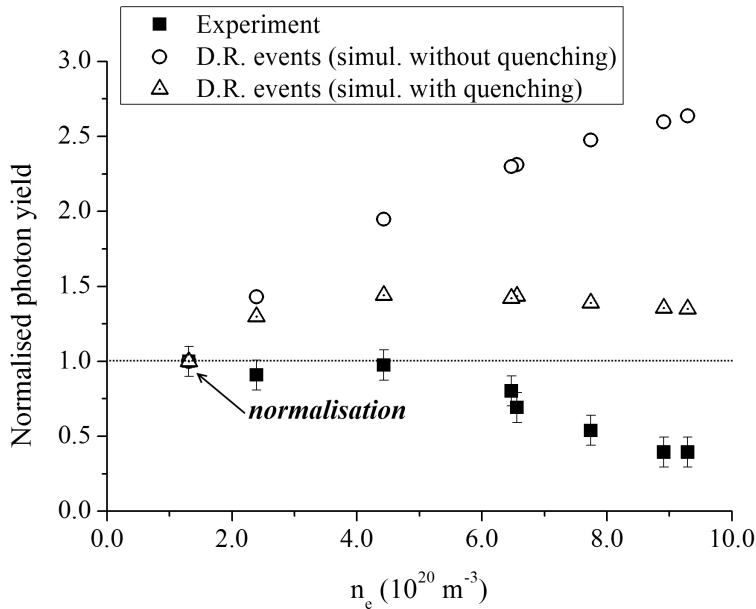 Experiment
D.R. events (simul. without quenching)
D.R. events (simul. with quenching)
3.0
2.5
2.0
1.5
1.0
0.5
0.0
Normalised photon yield
normalisation
0.0 2.0 4.0 6.0 8.0 10.0
nₑ (10²⁰ m⁻³)